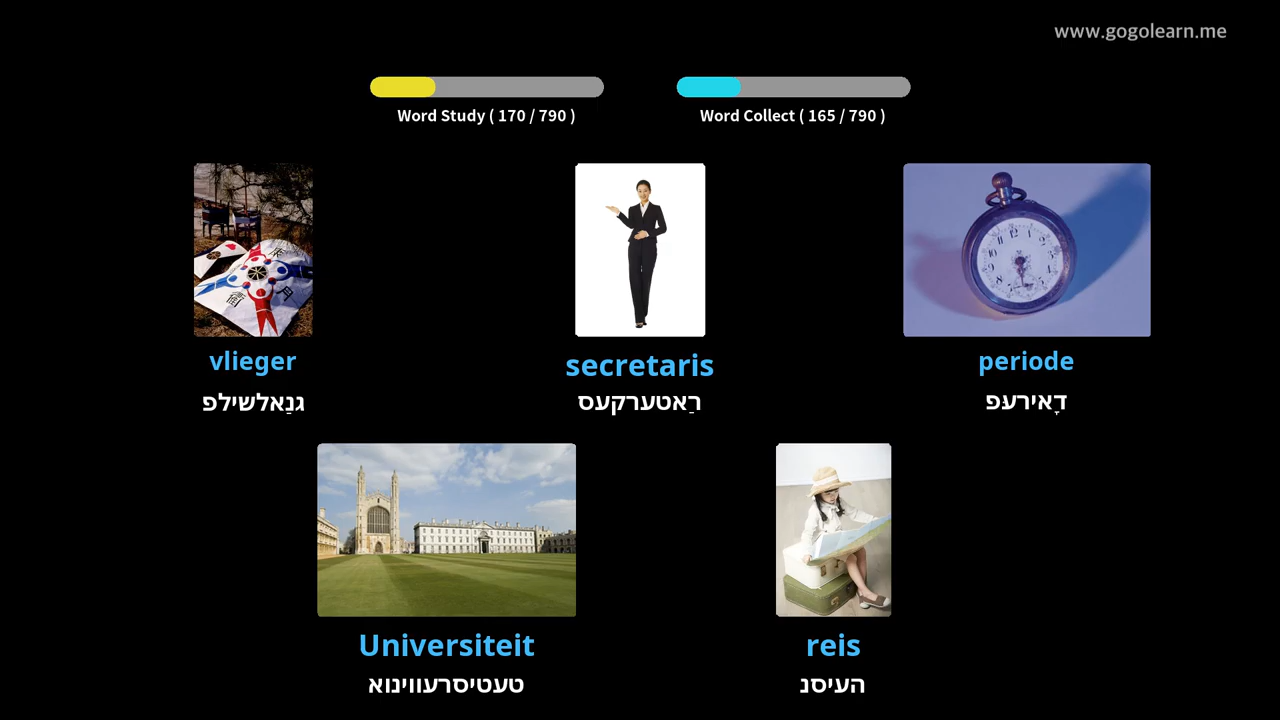 www.gogolearn.me
Word Study ( 170 / 790 )
Word Collect ( 165 / 790 )
vlieger
גנַאלשילפ
secretaris
רַאטערקעס
periode
דָאירעפ
Universiteit
טעטיסרעווינוא
reis
העיסנ